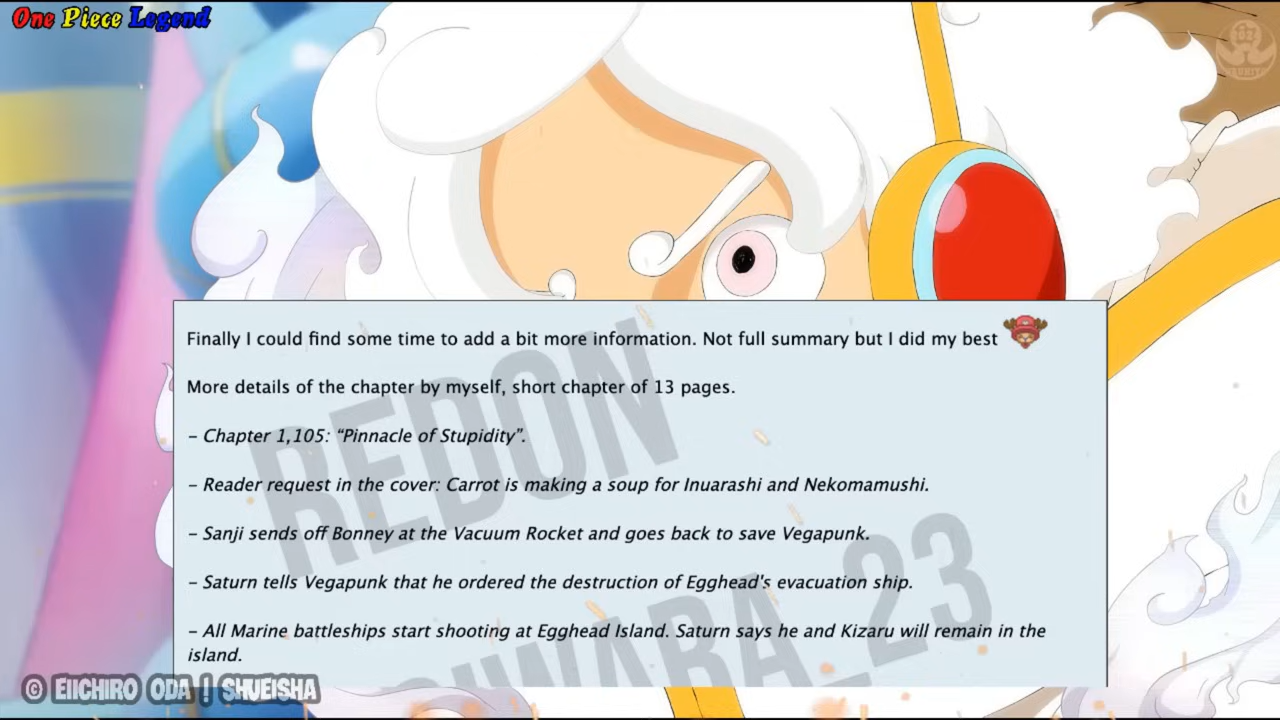 One Piece Legend
Finally I could find some time to add a bit more information. Not full summary but I did my best
More details of the chapter by myself, short chapter of 13 pages.
– Chapter 1,105: “Pinnacle of Stupidity”.
– Reader request in the cover: Carrot is making a soup for Inuarashi and Nekomamushi.
– Sanji sends off Bonney at the Vacuum Rocket and goes back to save Vegapunk.
– Saturn tells Vegapunk that he ordered the destruction of Egghead's evacuation ship.
– All Marine battleships start shooting at Egghead Island. Saturn says he and Kizaru will remain in the
island.
REDON
_23
© EIICHIRO ODA | SHUEISHA